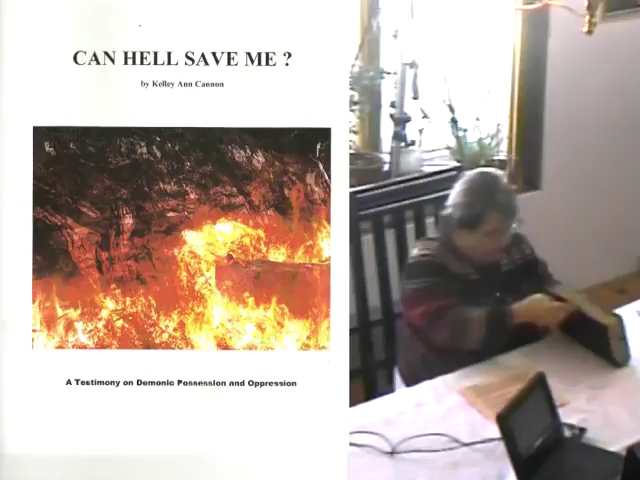 CAN HELL SAVE ME ?
by Kelley Ann Cannon
A Testimony on Demonic Possession and Oppression